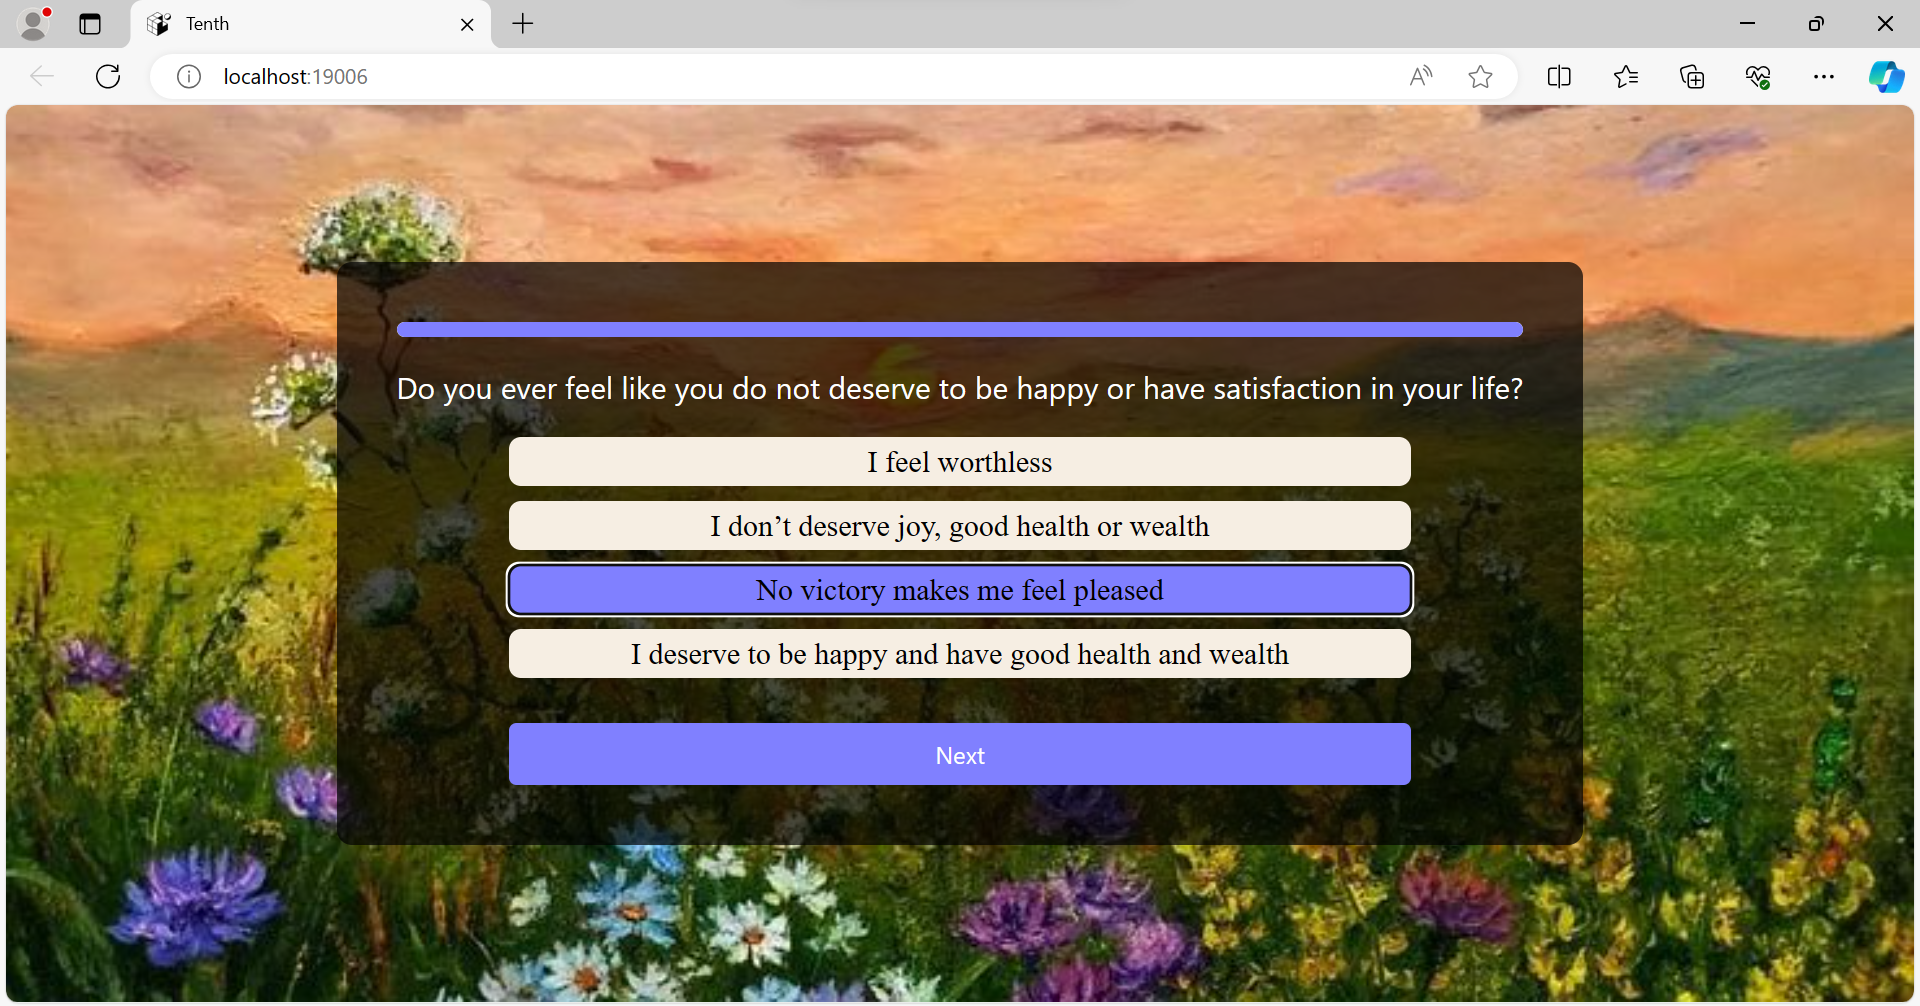 Tenth
localhost:19006
Do you ever feel like you do not deserve to be happy or have satisfaction in your life?
I feel worthless
I don’t deserve joy, good health or wealth
No victory makes me feel pleased
I deserve to be happy and have good health and wealth
Next